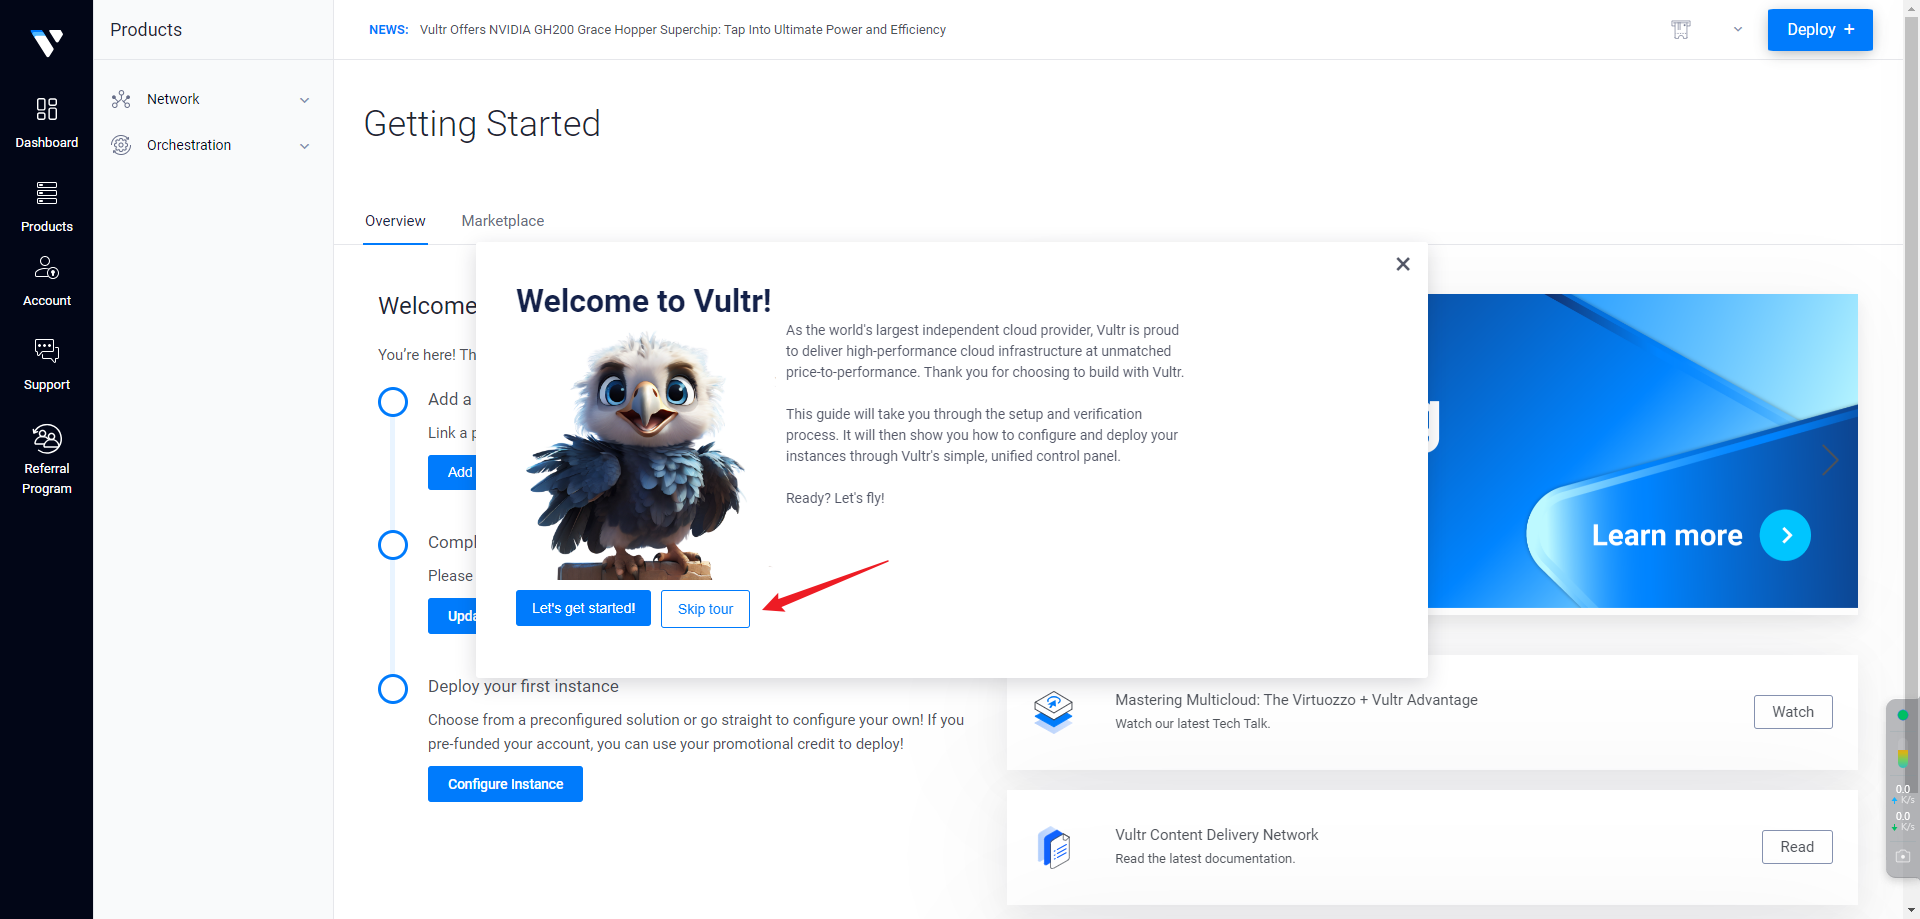 Products
NEWS: Vultr Offers NVIDIA GH200 Grace Hopper Superchip: Tap Into Ultimate Power and Efficiency
Deploy +
Dashboard
Products
Account
Support
Referral
Program
Network
Orchestration
Getting Started
Overview
Marketplace
Welcome
You're here! Th
Add a
Link a p
Add
Compl
Please
Upda
Deploy your first instance
Choose from a preconfigured solution or go straight to configure your own! If you
pre-funded your account, you can use your promotional credit to deploy!
Configure Instance
Welcome to Vultr!
As the world's largest independent cloud provider, Vultr is proud
to deliver high-performance cloud infrastructure at unmatched
price-to-performance. Thank you for choosing to build with Vultr.
This guide will take you through the setup and verification
process. It will then show you how to configure and deploy your
instances through Vultr's simple, unified control panel.
Ready? Let's fly!
Let's get started!
Skip tour
g
Learn more
Mastering Multicloud: The Virtuozzo + Vultr Advantage
Watch our latest Tech Talk.
Watch
Vultr Content Delivery Network
Read the latest documentation.
Read
0.0
K/s
0.0
K/s